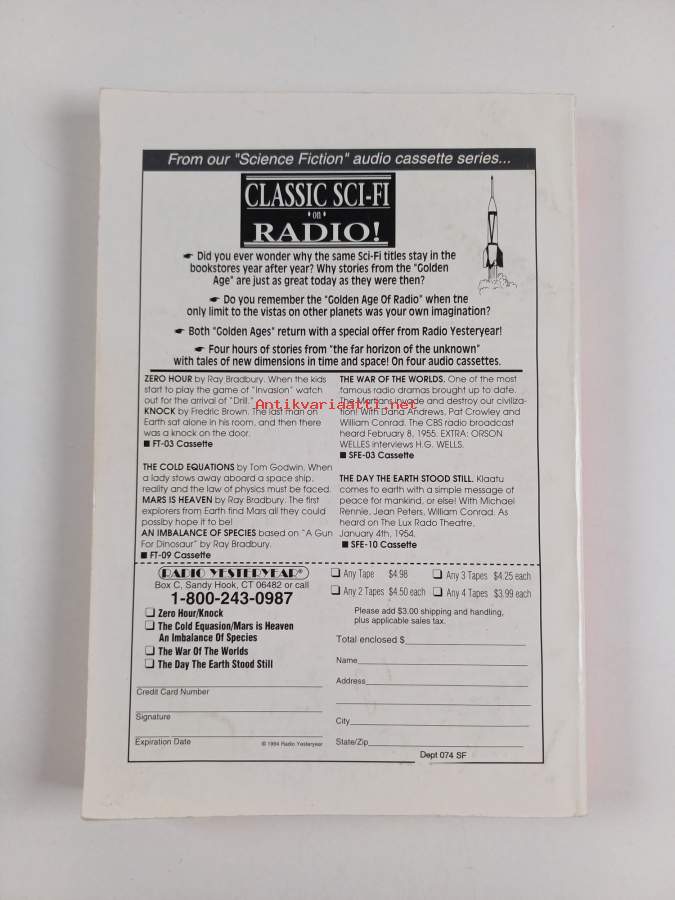 From our "Science Fiction" audio cassette series...
CLASSIC SCI-FI
on
RADIO!
☛ Did you ever wonder why the same Sci-Fi titles stay in the
bookstores year after year? Why stories from the "Golden
Age" are just as great today as they were then?
☛ Do you remember the "Golden Age Of Radio" when the
only limit to the vistas on other planets was your own imagination?
☛ Both "Golden Ages" return with a special offer from Radio Yesteryear!
☛ Four hours of stories from "the far horizon of the unknown"
with tales of new dimensions in time and space! On four audio cassettes.
ZERO HOUR by Ray Bradbury. When the kids
start to play the game of "Invasion" watch
out for the arrival of "Drill."
KNOCK by Fredric Brown. The last man on
Earth sat alone in his room, and then there
was a knock on the door.
■ FT-03 Cassette
THE COLD EQUATIONS by Tom Godwin. When
a lady stows away aboard a space ship,
reality and the law of physics must be faced.
MARS IS HEAVEN by Ray Bradbury. The first
explorers from Earth find Mars all they could
possiby hope it to be!
AN IMBALANCE OF SPECIES based on "A Gun
For Dinosaur" by Ray Bradbury.
■ FT-09 Cassette
THE WAR OF THE WORLDS. One of the most
famous radio dramas brought up to date.
The Martians invade and destroy our civiliza-
tion! With Dana Andrews, Pat Crowley and
William Conrad. The CBS radio broadcast
heard February 8, 1955. EXTRA: ORSON
WELLES interviews H.G. WELLS.
■ SFE-03 Cassette
THE DAY THE EARTH STOOD STILL. Klaatu
comes to earth with a simple message of
peace for mankind, or else! With Michael
Rennie, Jean Peters, William Conrad. As
heard on The Lux Radio Theatre,
January 4th, 1954.
■ SFE-10 Cassette
Antikvariaatti.net
RADIO YESTERYEAR®
Box C, Sandy Hook, CT 06482 or call
1-800-243-0987
❑ Zero Hour/Knock
❑ The Cold Equasion/Mars is Heaven
An Imbalance Of Species
❑ The War Of The Worlds
❑ The Day The Earth Stood Still
Credit Card Number
Signature
Expiration Date
© 1994 Radio Yesteryear
❑ Any Tape $4.98 ❑ Any 3 Tapes $4.25 each
❑ Any 2 Tapes $4.50 each ❑ Any 4 Tapes $3.99 each
Please add $3.00 shipping and handling,
plus applicable sales tax.
Total enclosed $
Name
Address
City
State/Zip
Dept 074 SF